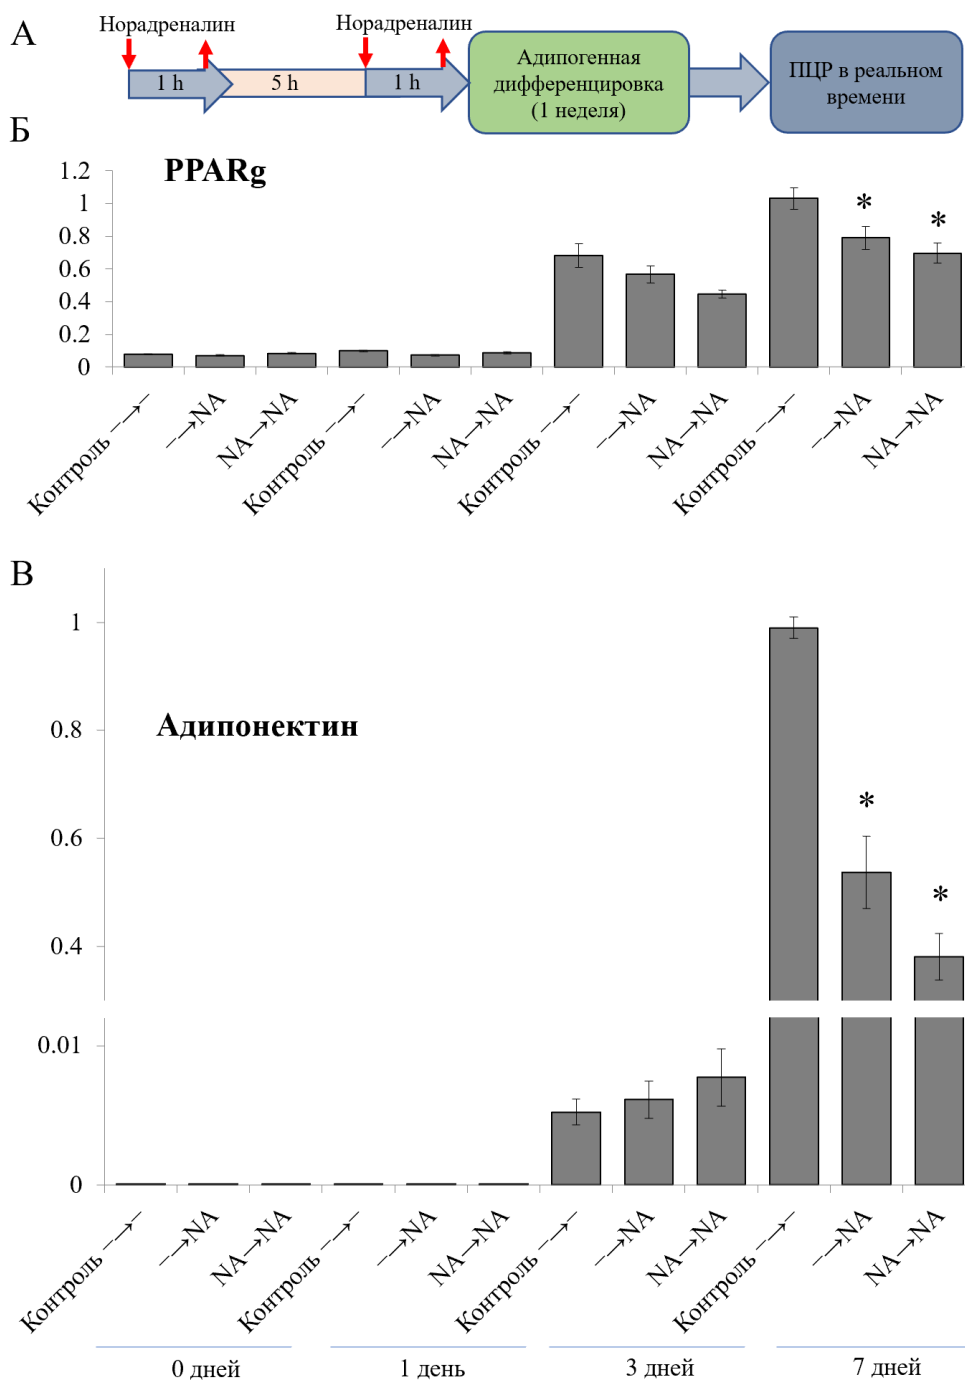 А
Норадреналин
Норадреналин
1 h
5 h
1 h
Адипогенная
дифференцировка
(1 неделя)
ПЦР в реальном
времени
Б
PPARg
1.2
1
0.8
0.6
0.4
0.2
0
*
*
Контроль –→–
–→NA
NA→NA
Контроль –→–
–→NA
NA→NA
Контроль –→–
–→NA
NA→NA
Контроль –→–
–→NA
NA→NA
В
Адипонектин
1
0.8
0.6
0.4
0.01
0
*
*
Контроль –→–
–→NA
NA→NA
Контроль –→–
–→NA
NA→NA
Контроль –→–
–→NA
NA→NA
Контроль –→–
–→NA
NA→NA
0 дней
1 день
3 дней
7 дней